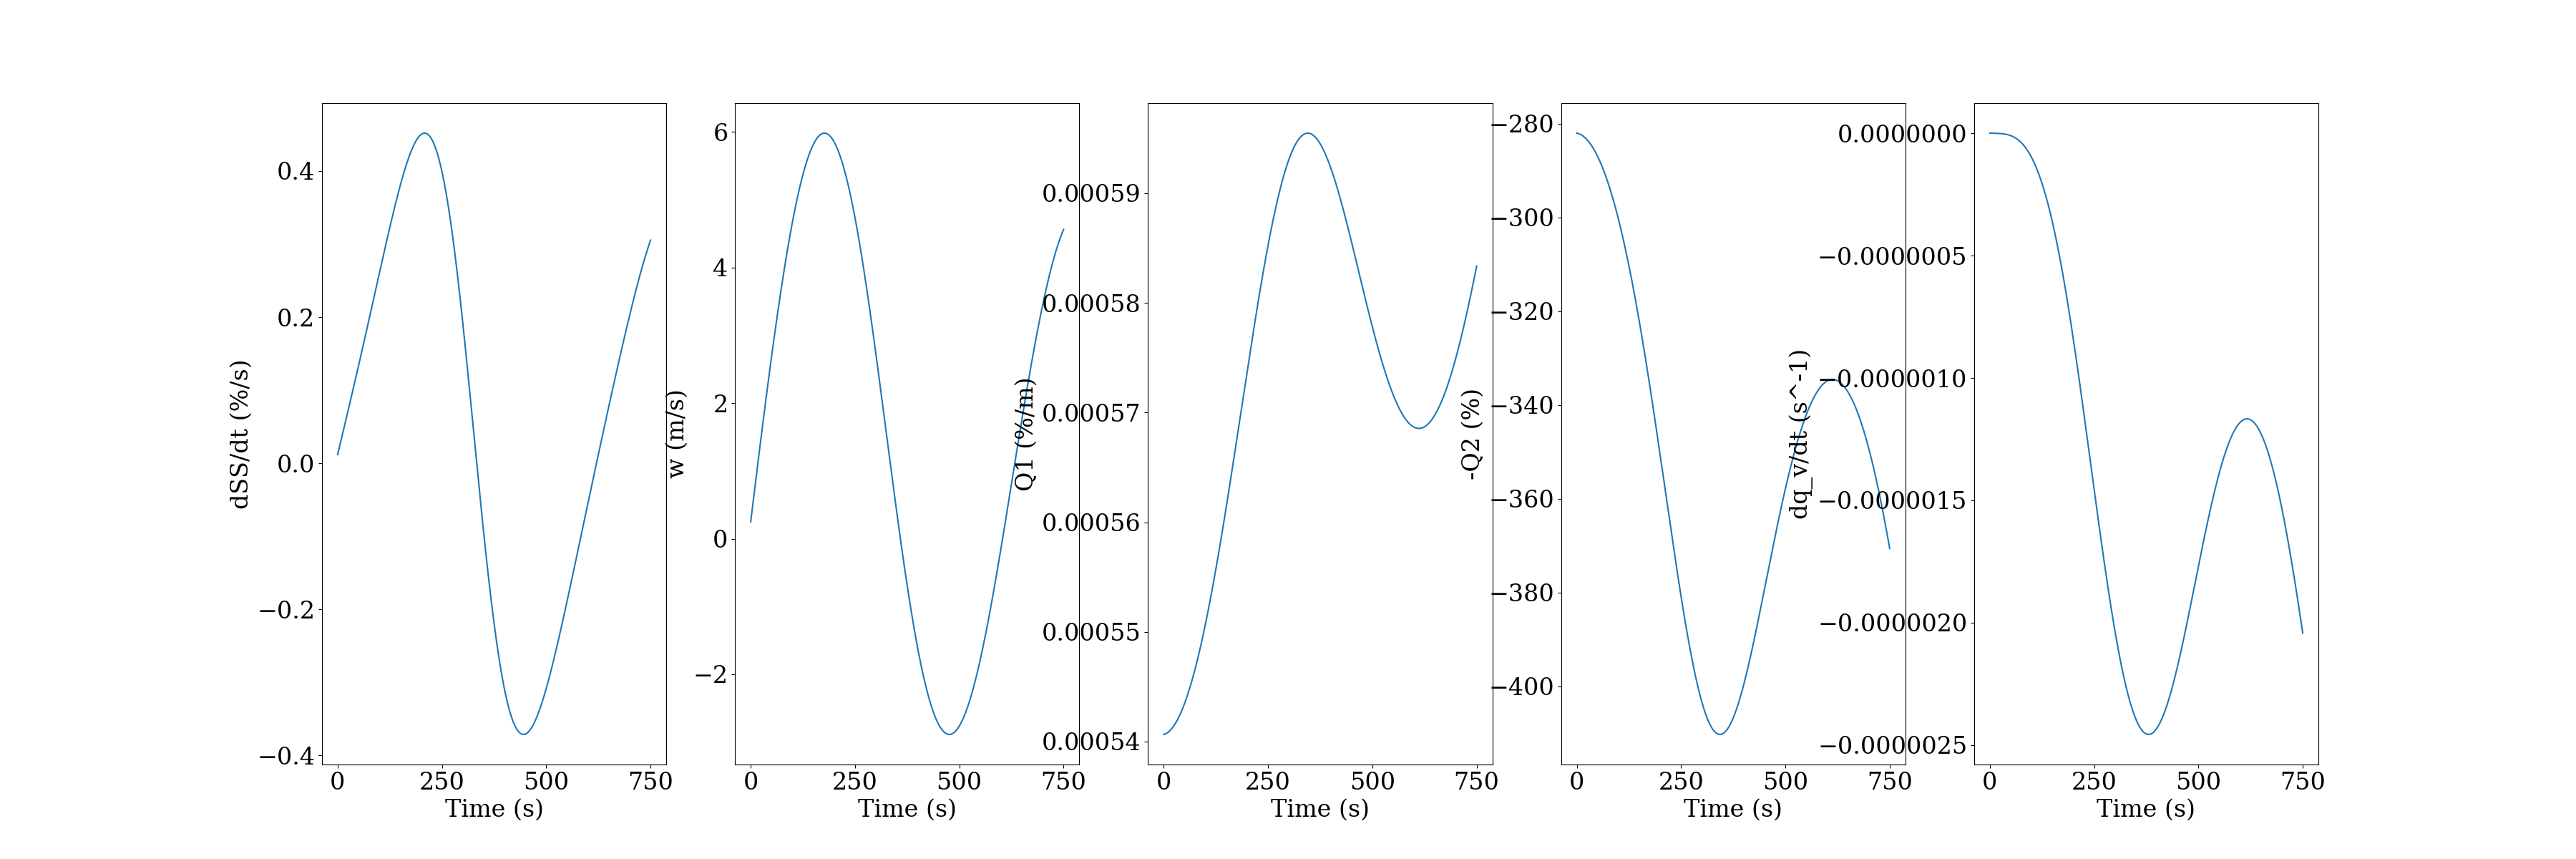 dSS/dt (%/s)
0.4
0.2
0.0
−0.2
−0.4
0 250 500 750
Time (s)
w (m/s)
6
4
2
0
−2
0 250 500 750
Time (s)
Q1 (%/m)
0.00059
0.00058
0.00057
0.00056
0.00055
0.00054
0 250 500 750
Time (s)
-Q2 (%)
−280
−300
−320
−340
−360
−380
−400
0 250 500 750
Time (s)
dq_v/dt (s^-1)
0.0000000
−0.0000005
−0.0000010
−0.0000015
−0.0000020
−0.0000025
0 250 500 750
Time (s)